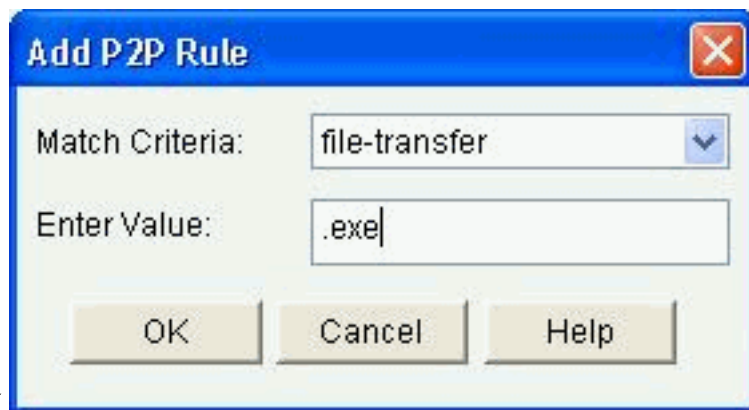 Add P2P Rule
Match Criteria: file-transfer
Enter Value: .exe
OK Cancel Help